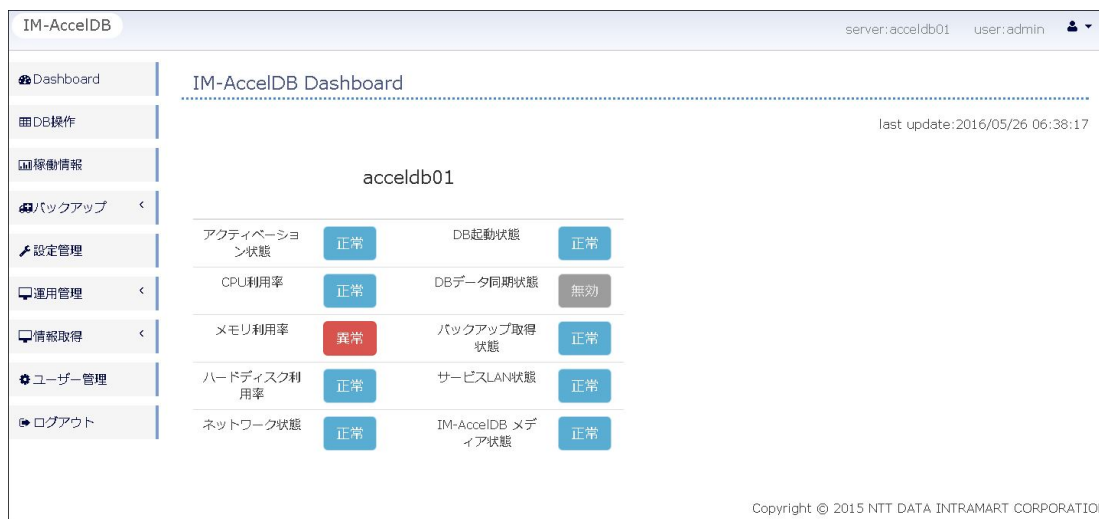 IM-AccelDB
server:acceldb01 user:admin
Dashboard
DB操作
稼働情報
バックアップ
設定管理
運用管理
情報取得
ユーザー管理
ログアウト
IM-AccelDB Dashboard
last update:2016/05/26 06:38:17
acceldb01
アクティベーショ
ン状態
正常
DB起動状態
正常
CPU利用率
正常
DBデータ同期状態
無効
メモリ利用率
異常
バックアップ取得
状態
正常
ハードディスク利
用率
正常
サービスLAN状態
正常
ネットワーク状態
正常
IM-AccelDB メデ
ィア状態
正常
Copyright © 2015 NTT DATA INTRAMART CORPORATIO